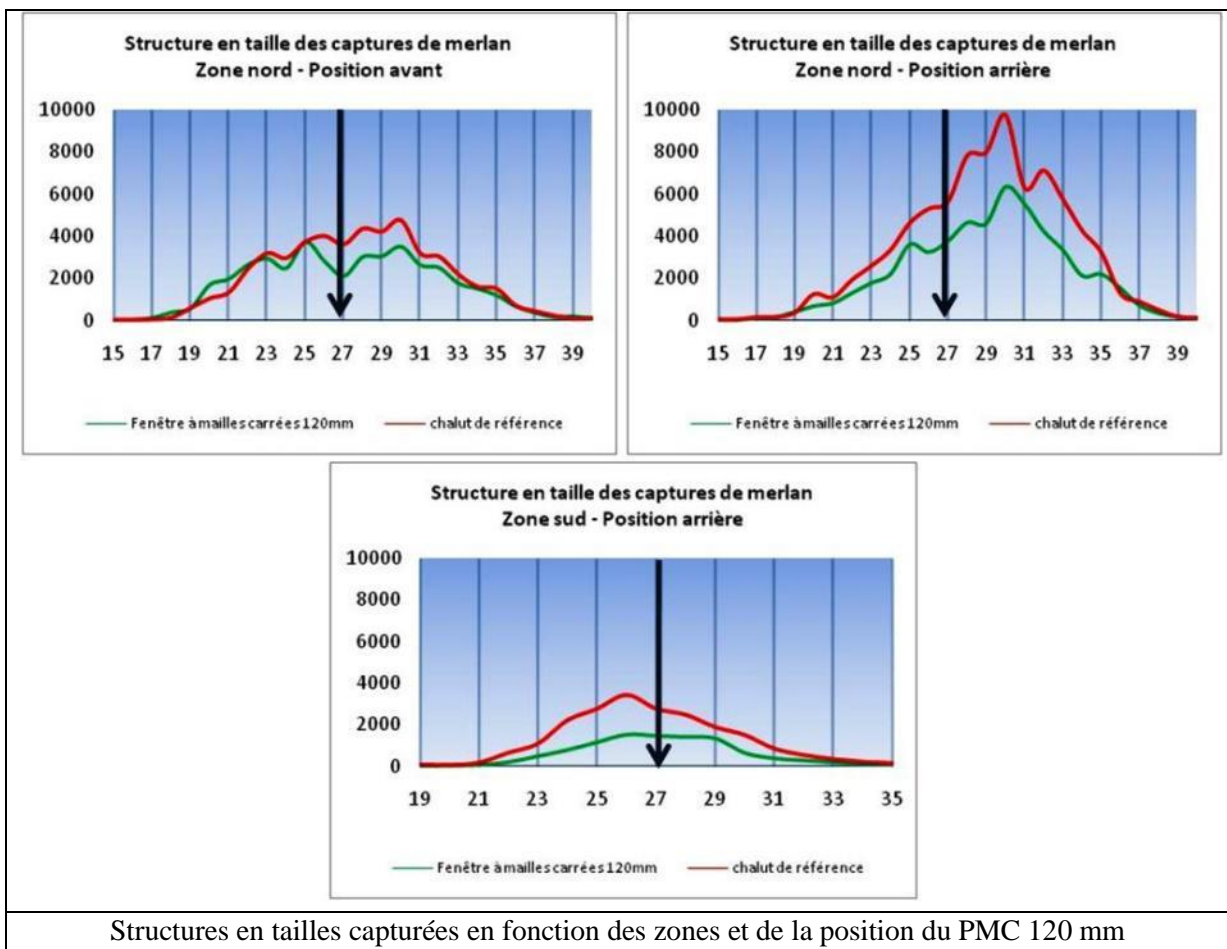 Structure en taille des captures de merlan
Zone nord - Position avant
10000
8000
6000
4000
2000
0
15 17 19 21 23 25 27 29 31 33 35 37 39
Fenêtre à mailles carrées 120mm chalut de référence
Structure en taille des captures de merlan
Zone nord - Position arrière
10000
8000
6000
4000
2000
0
15 17 19 21 23 25 27 29 31 33 35 37 39
Fenêtre à mailles carrées 120mm chalut de référence
Structure en taille des captures de merlan
Zone sud - Position arrière
10000
8000
6000
4000
2000
0
19 21 23 25 27 29 31 33 35
Fenêtre à mailles carrées 120mm chalut de référence
Structures en tailles capturées en fonction des zones et de la position du PMC 120 mm